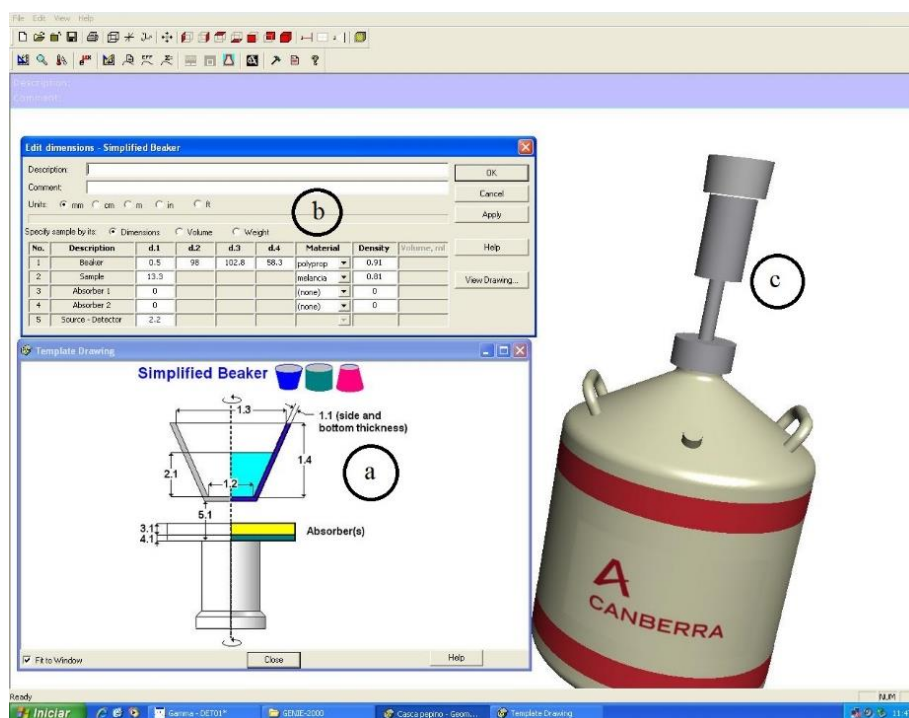 File Edit View Help
Description:
Comment:
Edit dimensions - Simplified Beaker
Description:
Comment:
Units: mm cm m in ft
Specify sample by its: Dimensions Volume Weight
No. Description d.1 d.2 d.3 d.4 Material Density Volume, ml
1 Beaker 0.5 98 102.8 58.3 polyprop 0.91
2 Sample 13.3 melancia 0.81
3 Absorber 1 0 (none) 0
4 Absorber 2 0 (none) 0
5 Source - Detector 2.2
OK
Cancel
Apply
Help
View Drawing...
b
Template Drawing
Simplified Beaker
1.3
1.1 (side and
bottom thickness)
1.4
2.1
1.2
5.1
3.1
4.1
Absorber(s)
a
Fit to Window
Close
Help
c
CANBERRA
Ready
NUM
Iniciar
Gamma - DET01*
GENIE-2000
Casca pepino - Geom...
Template Drawing